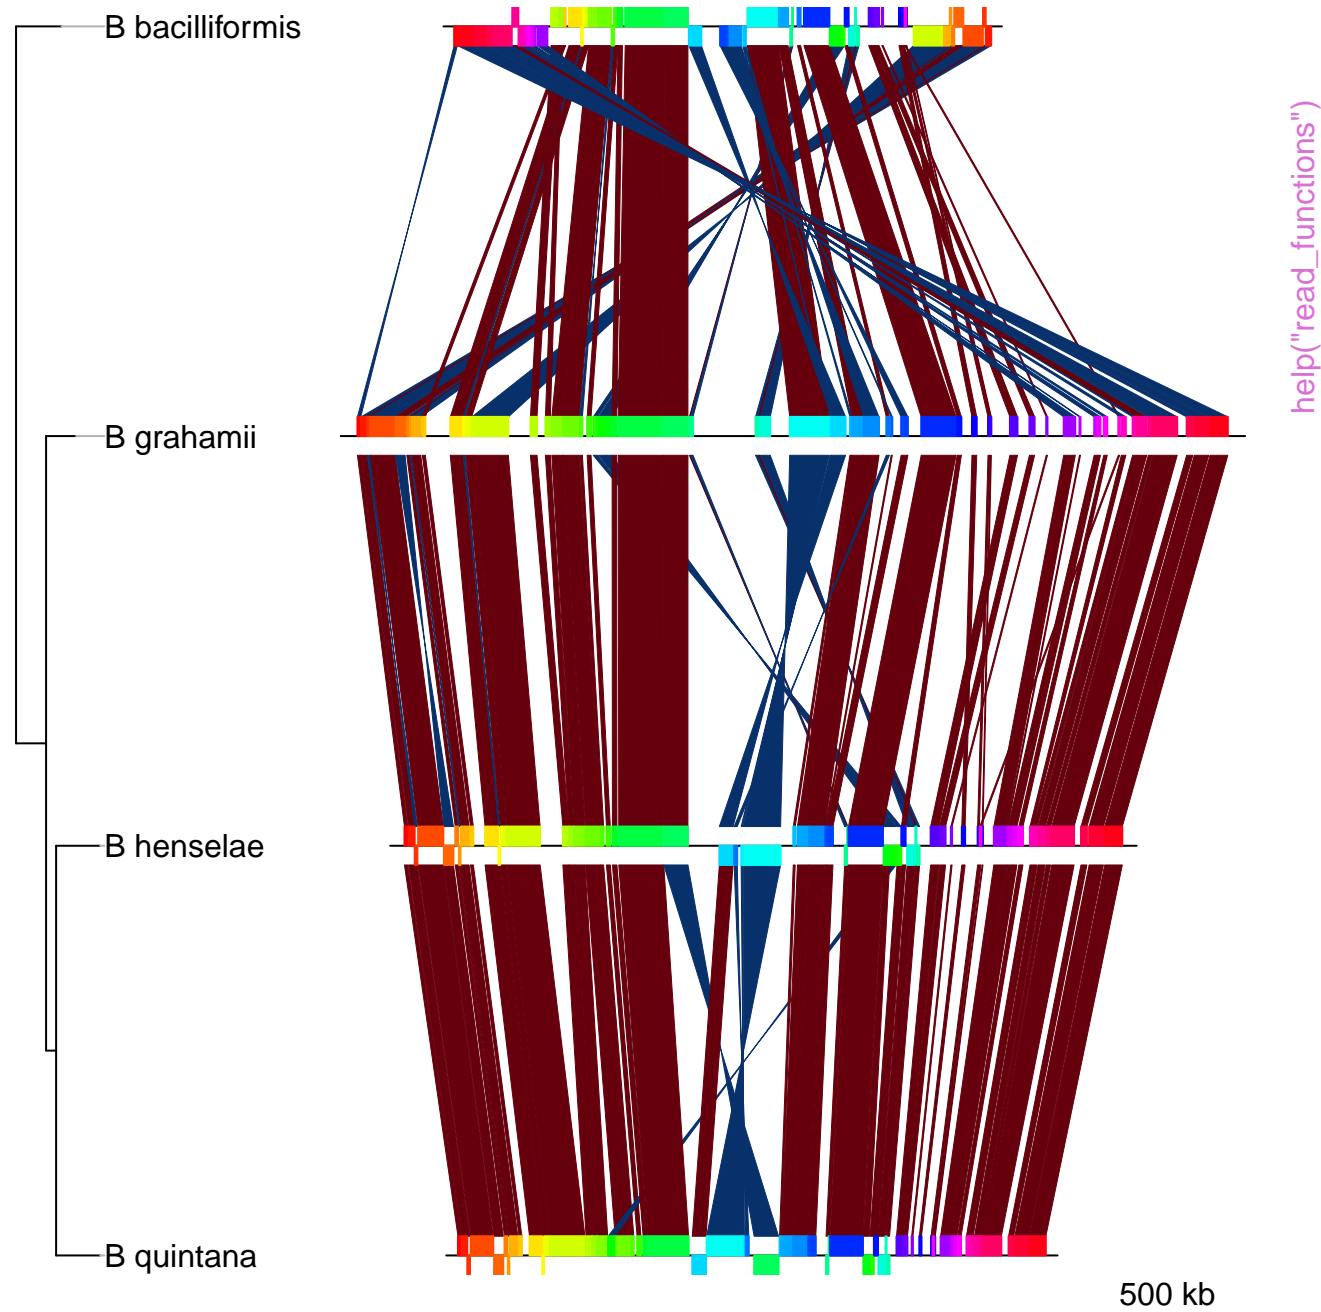 B bacilliformis
help("read_functions")
B grahamii
B henselae
B quintana
500 kb